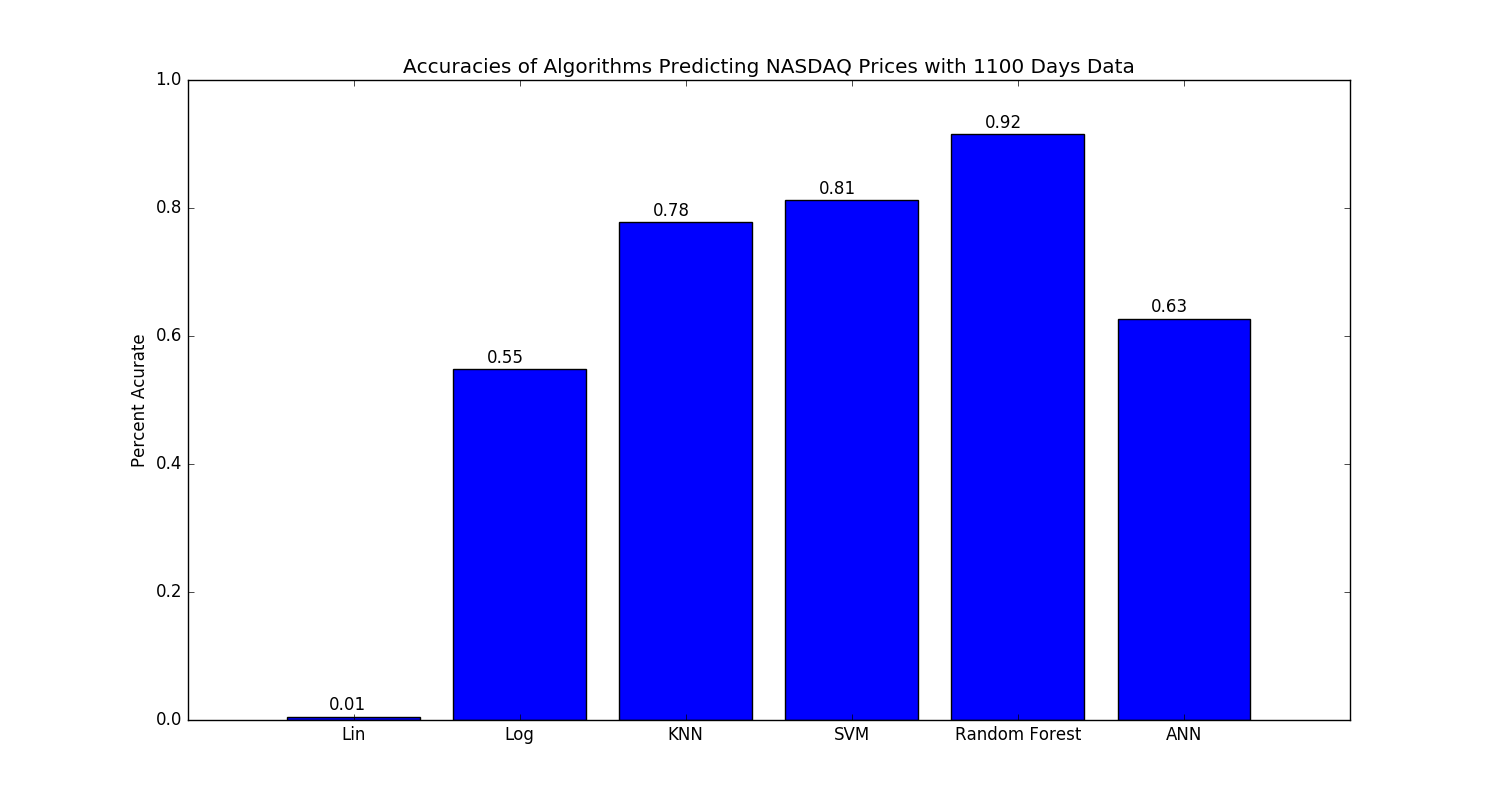 Accuracies of Algorithms Predicting NASDAQ Prices with 1100 Days Data
Percent Acurate
1.0
0.8
0.6
0.4
0.2
0.0
0.01
0.55
0.78
0.81
0.92
0.63
Lin
Log
KNN
SVM
Random Forest
ANN